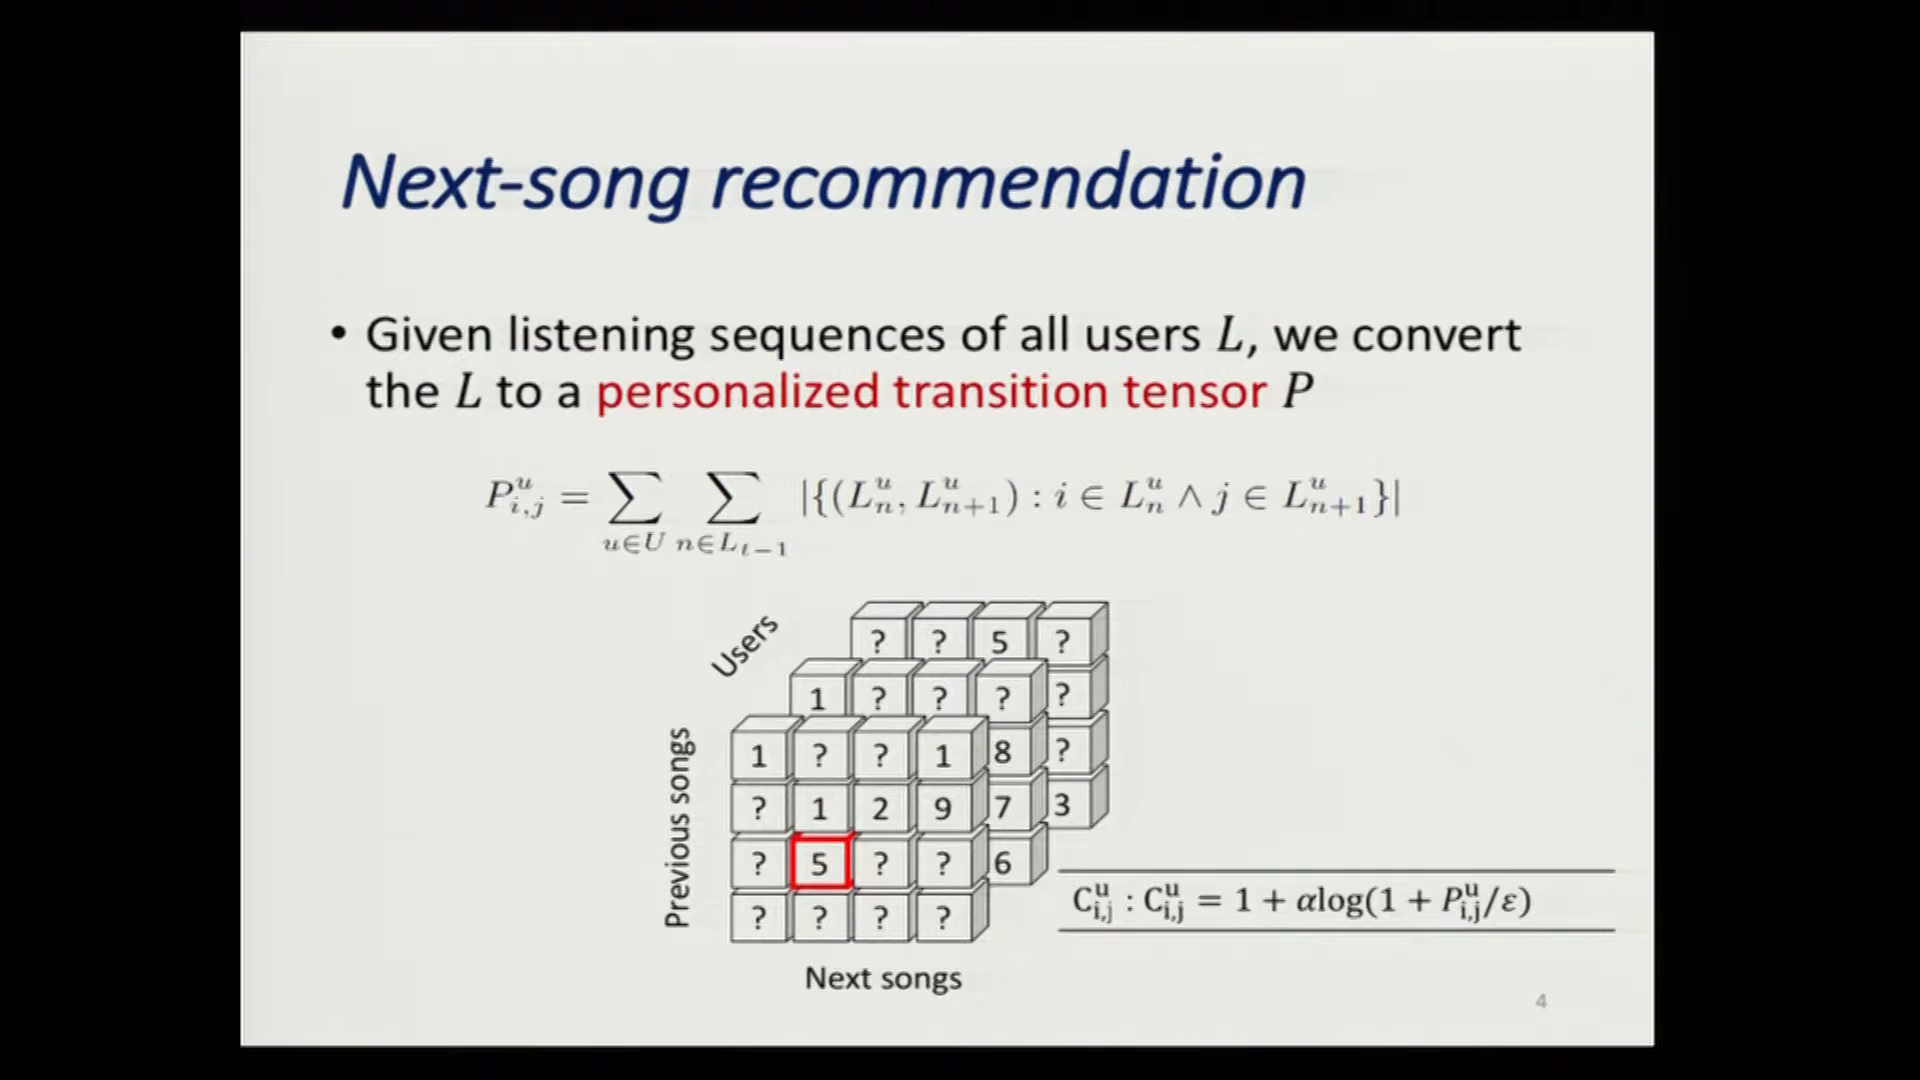 Next-song recommendation
• Given listening sequences of all users L, we convert
the L to a personalized transition tensor P
P^u_{i,j} = ∑_{u∈U} ∑_{n∈L_{t−1}} |{(L^u_n, L^u_{n+1}) : i ∈ L^u_n ∧ j ∈ L^u_{n+1}}|
Users
? ? 5 ?
1 ? ? ? ?
1 ? ? 1 8 ?
? 1 2 9 7 3
? 5 ? ? 6
? ? ? ?
Previous songs
Next songs
C^u_{i,j} : C^u_{i,j} = 1 + αlog(1 + P^u_{i,j}/ε)
4